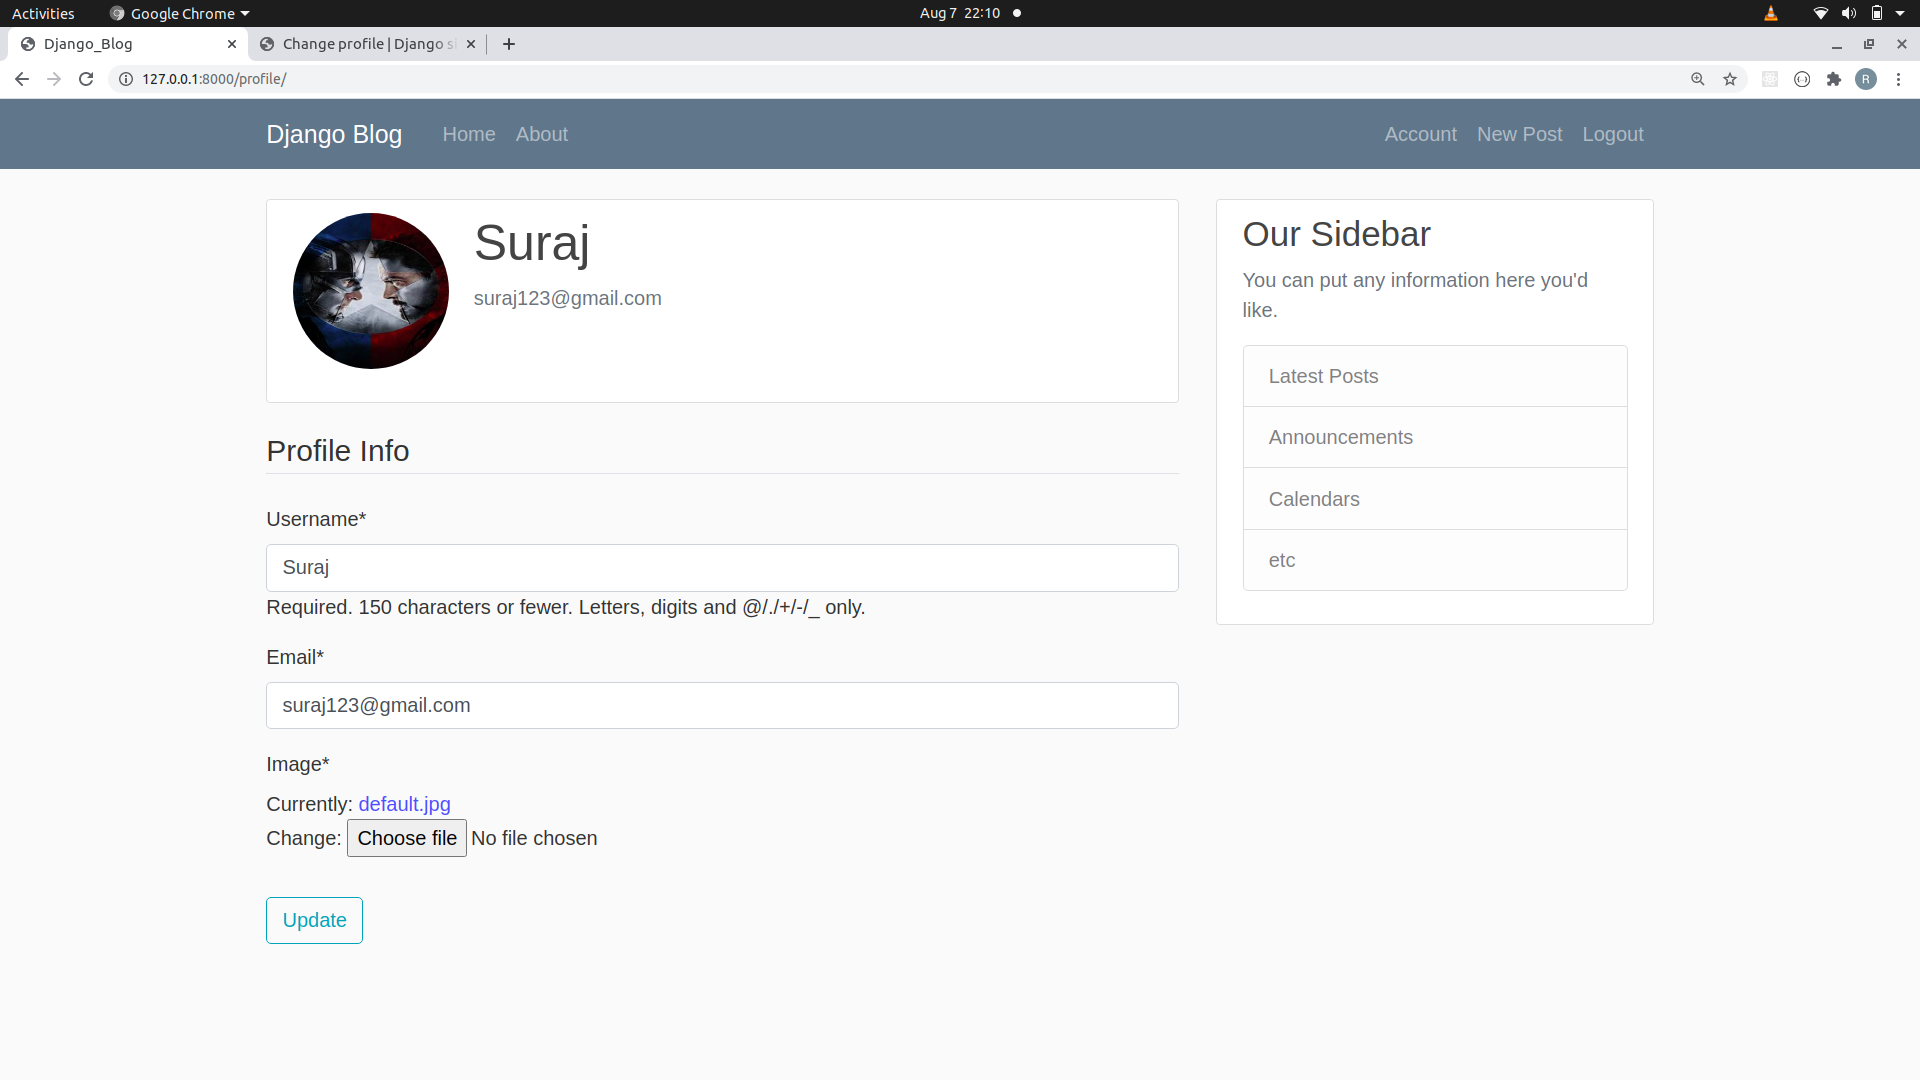 Activities
Google Chrome
Aug 7 22:10
Django_Blog
Change profile | Django s
127.0.0.1:8000/profile/
R
Django Blog
Home
About
Account
New Post
Logout
Suraj
suraj123@gmail.com
Profile Info
Username*
Suraj
Required. 150 characters or fewer. Letters, digits and @/./+/-/_ only.
Email*
suraj123@gmail.com
Image*
Currently: default.jpg
Change: Choose file No file chosen
Update
Our Sidebar
You can put any information here you'd
like.
Latest Posts
Announcements
Calendars
etc